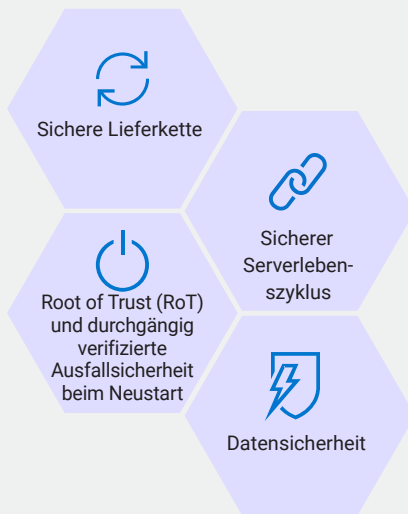 Sichere Lieferkette
Sicherer
Serverleben-
szyklus
Root of Trust (RoT)
und durchgängig
verifizierte
Ausfallsicherheit
beim Neustart
Datensicherheit